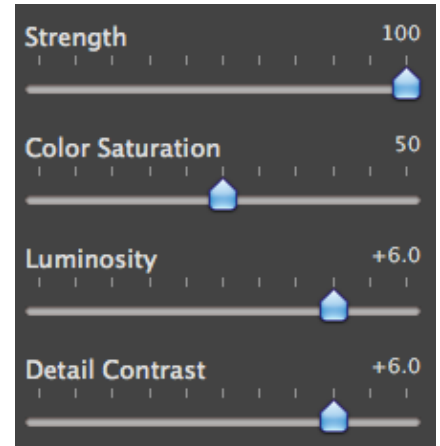 Strength 100
Color Saturation 50
Luminosity +6.0
Detail Contrast +6.0